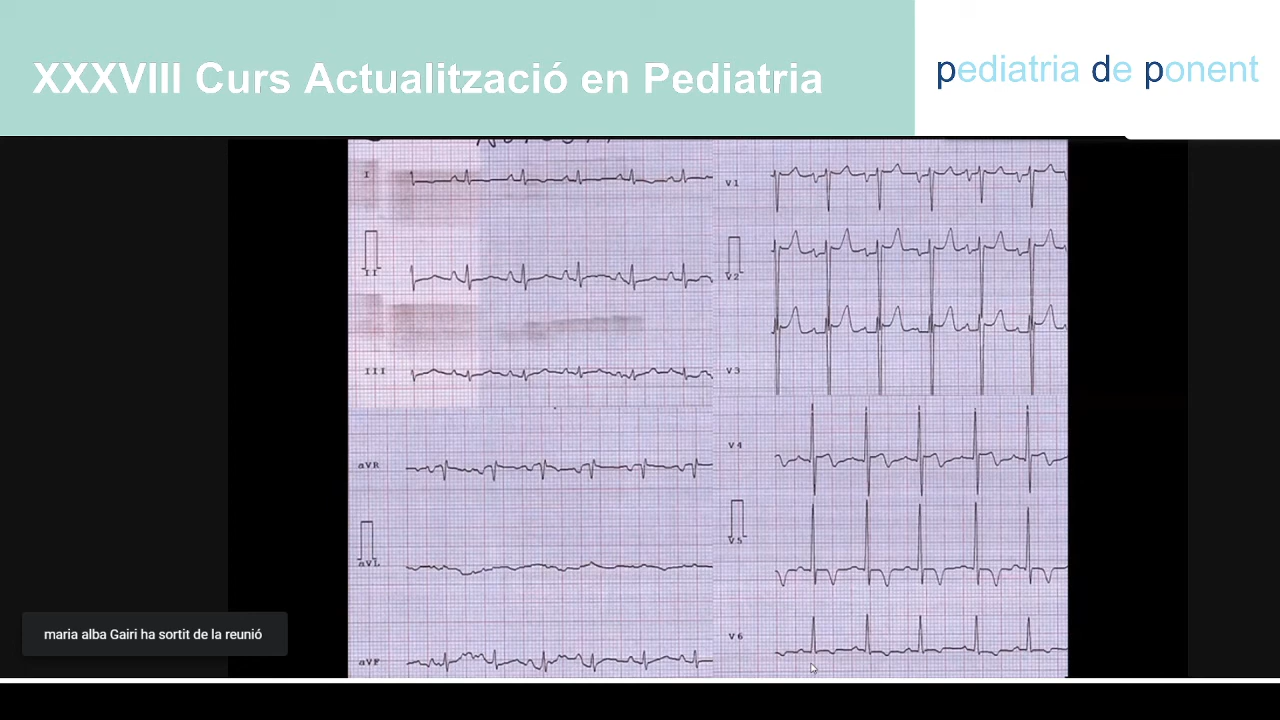 XXXVIII Curs Actualització en Pediatria
pediatria de ponent
I
II
III
aVR
aVL
aVF
V1
V2
V3
V4
V5
V6
maria alba Gairi ha sortit de la reunió